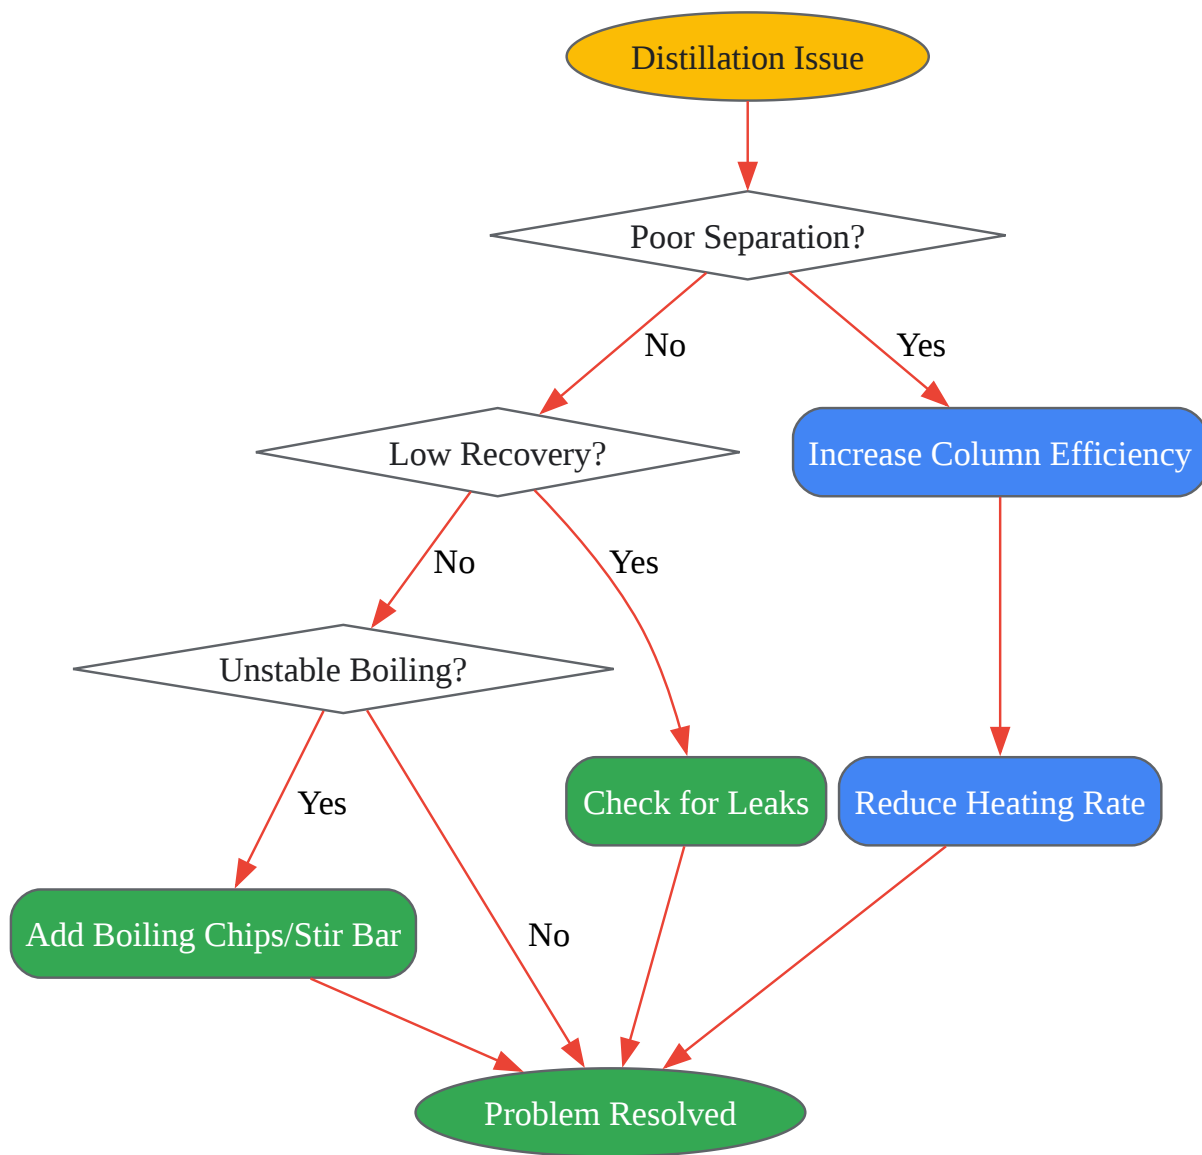 Distillation Issue
Poor Separation?
No
Yes
Low Recovery?
Increase Column Efficiency
No
Yes
Unstable Boiling?
Yes
Check for Leaks
Reduce Heating Rate
Add Boiling Chips/Stir Bar
No
Problem Resolved